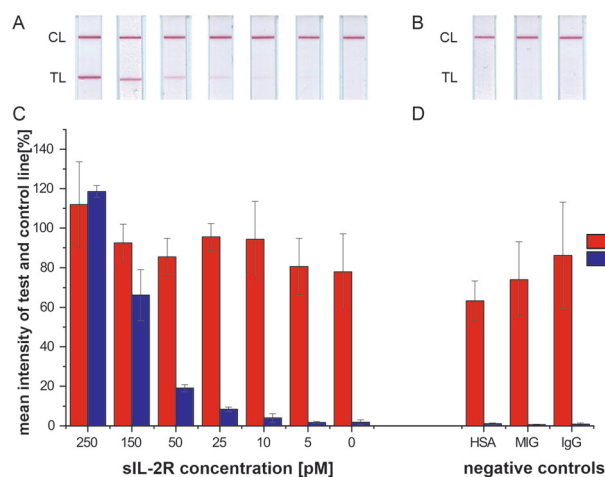 A
B
CL
CL
TL
TL
C
D
mean intensity of test and control line[%]
140
120
100
80
60
40
20
0
250
150
50
25
10
5
0
HSA
MIG
IgG
sIL-2R concentration [pM]
negative controls